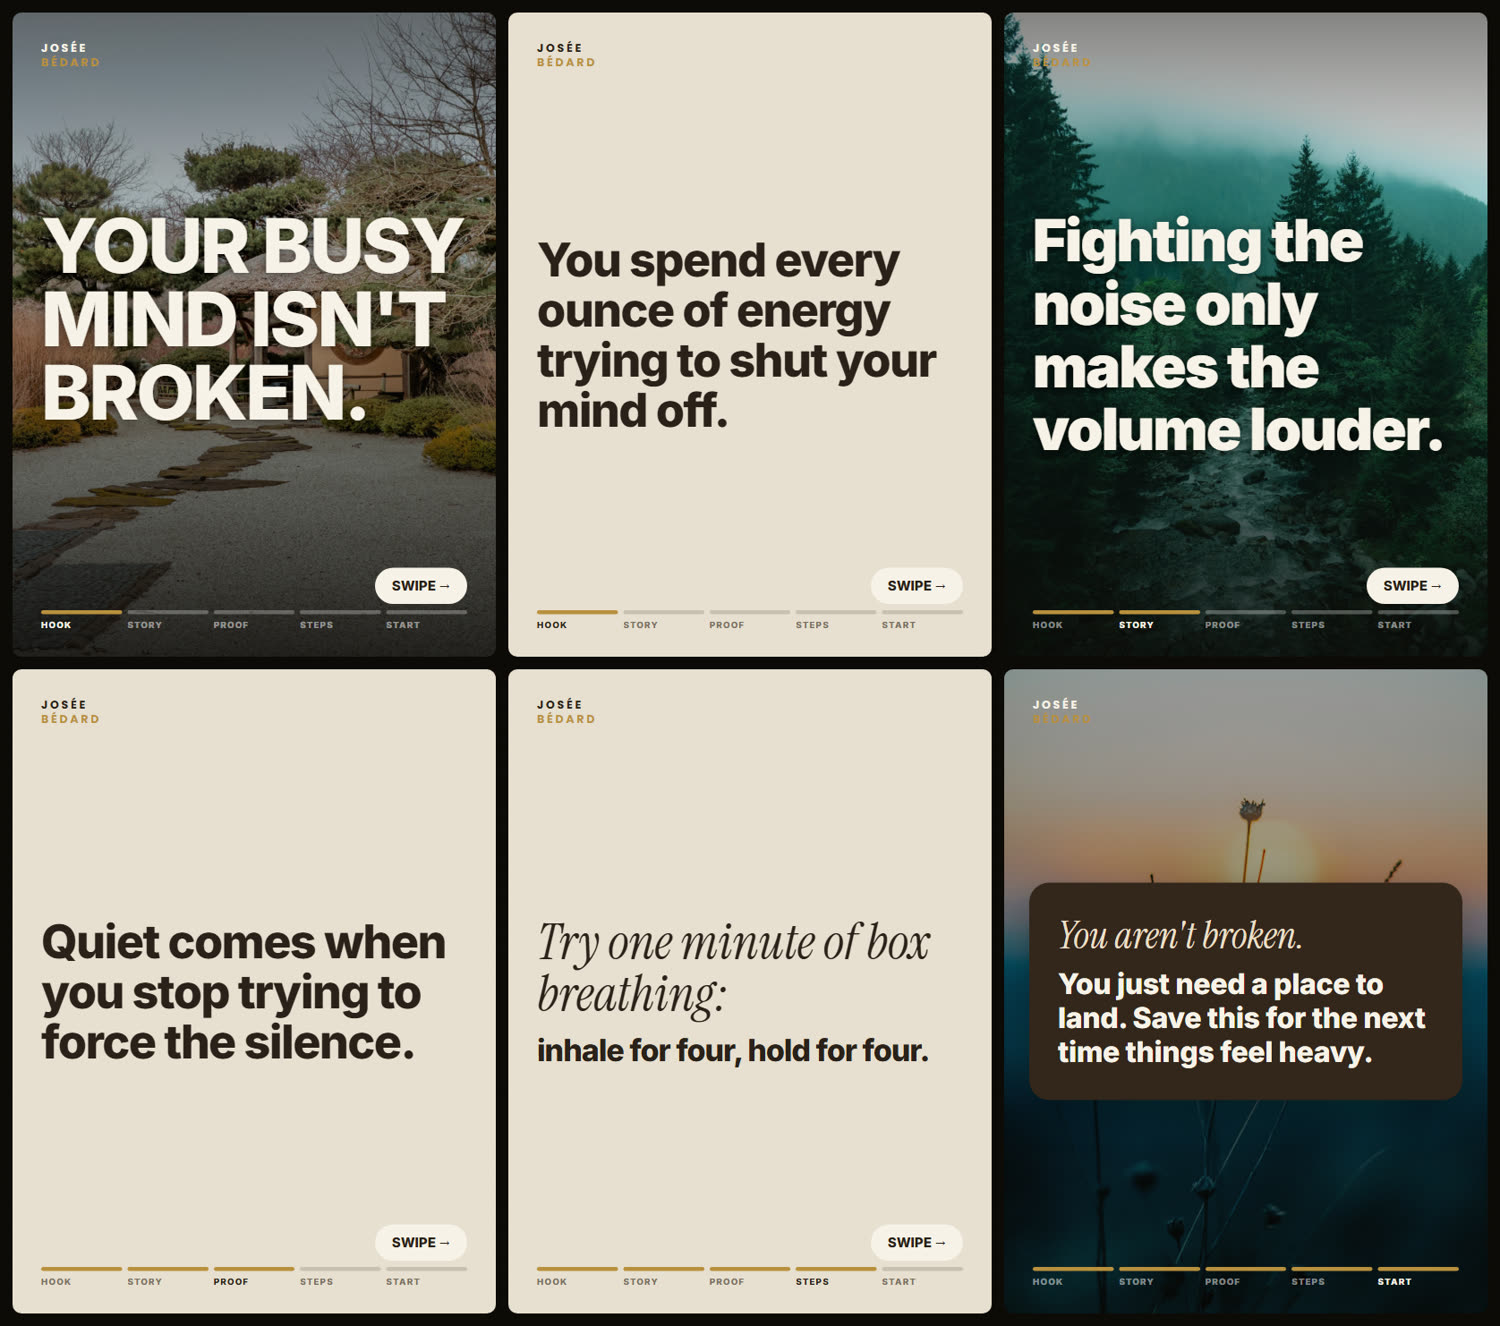 JOSÉE
BÉDARD
YOUR BUSY
MIND ISN'T
BROKEN.
SWIPE→
HOOK STORY PROOF STEPS START
JOSÉE
BÉDARD
You spend every
ounce of energy
trying to shut your
mind off.
SWIPE→
HOOK STORY PROOF STEPS START
JOSÉE
BÉDARD
Fighting the
noise only
makes the
volume louder.
SWIPE→
HOOK STORY PROOF STEPS START
JOSÉE
BÉDARD
Quiet comes when
you stop trying to
force the silence.
SWIPE→
HOOK STORY PROOF STEPS START
JOSÉE
BÉDARD
Try one minute of box
breathing:
inhale for four, hold for four.
SWIPE→
HOOK STORY PROOF STEPS START
JOSÉE
BÉDARD
You aren't broken.
You just need a place to
land. Save this for the next
time things feel heavy.
HOOK STORY PROOF STEPS START